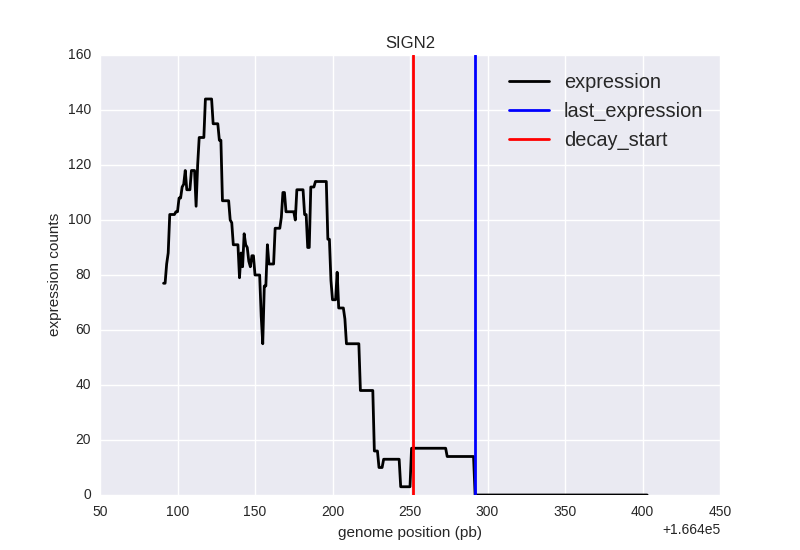 SIGN2
160
140
120
100
80
60
40
20
0
expression counts
expression
last_expression
decay_start
50 100 150 200 250 300 350 400 450
+1.664e5
genome position (pb)